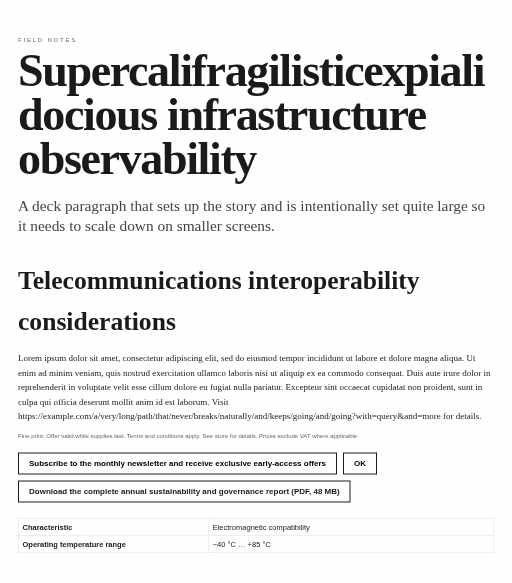 FIELD NOTES
Supercalifragilisticexpiali
docious infrastructure
observability
A deck paragraph that sets up the story and is intentionally set quite large so
it needs to scale down on smaller screens.
Telecommunications interoperability
considerations
Lorem ipsum dolor sit amet, consectetur adipiscing elit, sed do eiusmod tempor incididunt ut labore et dolore magna aliqua. Ut
enim ad minim veniam, quis nostrud exercitation ullamco laboris nisi ut aliquip ex ea commodo consequat. Duis aute irure dolor in
reprehenderit in voluptate velit esse cillum dolore eu fugiat nulla pariatur. Excepteur sint occaecat cupidatat non proident, sunt in
culpa qui officia deserunt mollit anim id est laborum. Visit
https://example.com/a/very/long/path/that/never/breaks/naturally/and/keeps/going/and/going?with=query&and=more for details.
Fine print: Offer valid while supplies last. Terms and conditions apply. See store for details. Prices exclude VAT where applicable.
Subscribe to the monthly newsletter and receive exclusive early-access offers OK
Download the complete annual sustainability and governance report (PDF, 48 MB)
Characteristic Electromagnetic compatibility
Operating temperature range −40 °C … +85 °C